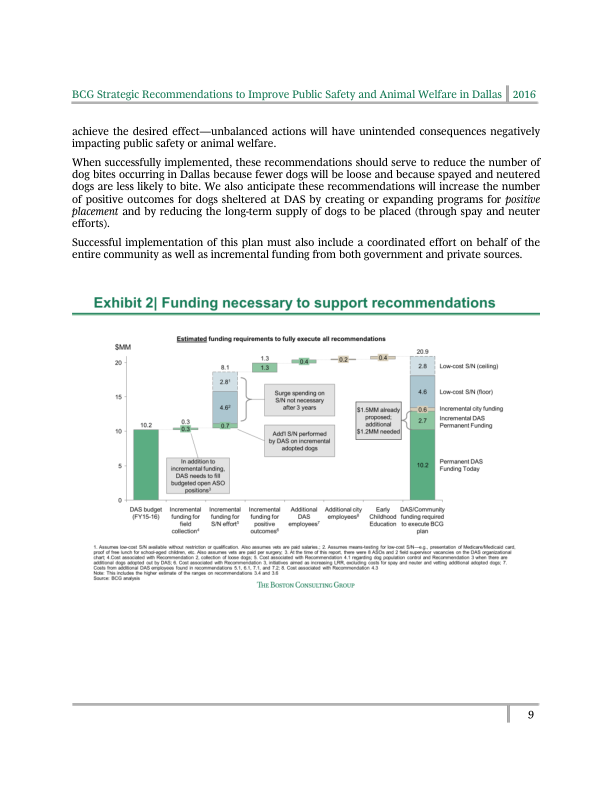 BCG Strategic Recommendations to Improve Public Safety and Animal Welfare in Dallas 2016
achieve the desired effect—unbalanced actions will have unintended consequences negatively
impacting public safety or animal welfare.
When successfully implemented, these recommendations should serve to reduce the number of
dog bites occurring in Dallas because fewer dogs will be loose and because spayed and neutered
dogs are less likely to bite. We also anticipate these recommendations will increase the number
of positive outcomes for dogs sheltered at DAS by creating or expanding programs for positive
placement and by reducing the long-term supply of dogs to be placed (through spay and neuter
efforts).
Successful implementation of this plan must also include a coordinated effort on behalf of the
entire community as well as incremental funding from both government and private sources.
Exhibit 2| Funding necessary to support recommendations
Estimated funding requirements to fully execute all recommendations
$MM
20
15
10
5
0
10.2
0.3
0.3
8.1
2.8¹
4.6²
0.7
1.3
1.3
0.4
0.2
0.4
20.9
2.8
4.6
0.6
2.7
10.2
Surge spending on
S/N not necessary
after 3 years
Add'l S/N performed
by DAS on incremental
adopted dogs
In addition to
incremental funding,
DAS needs to fill
budgeted open ASO
positions³
$1.5MM already
proposed;
additional
$1.2MM needed
Low-cost S/N (ceiling)
Low-cost S/N (floor)
Incremental city funding
Incremental DAS
Permanent Funding
Permanent DAS
Funding Today
DAS budget
(FY15-16)
Incremental
funding for
field
collection⁴
Incremental
funding for
S/N effort⁵
Incremental
funding for
positive
outcomes⁶
Additional
DAS
employees⁷
Additional city
employees⁸
Early
Childhood
Education
DAS/Community
funding required
to execute BCG
plan
1. Assumes low-cost S/N available without restriction or qualification. Also assumes vets are paid salaries.; 2. Assumes means-testing for low-cost S/N—e.g., presentation of Medicare/Medicaid card,
proof of free lunch for school-aged children, etc. Also assumes vets are paid per surgery; 3. At the time of this report, there were 8 ASOs and 2 field supervisor vacancies on the DAS organizational
chart; 4.Cost associated with Recommendation 2, collection of loose dogs; 5. Cost associated with Recommendation 4.1 regarding dog population control and Recommendation 3 when there are
additional dogs adopted out by DAS; 6. Cost associated with Recommendation 3, initiatives aimed as increasing LRR, excluding costs for spay and neuter and vetting additional adopted dogs; 7.
Costs from additional DAS employees found in recommendations 5.1, 6.1, 7.1, and 7.2; 8. Cost associated with Recommendation 4.3
Note: This includes the higher estimate of the ranges on recommendations 3.4 and 3.6
Source: BCG analysis
THE BOSTON CONSULTING GROUP
9